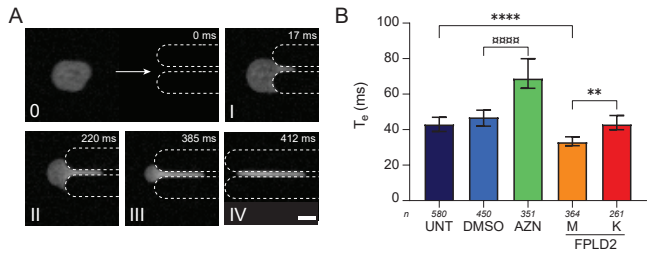 A
0 ms
0
17 ms
I
220 ms
II
385 ms
III
412 ms
IV
B
Te (ms)
100
80
60
40
20
0
****
¤¤¤¤
**
n 580 450 351 364 261
UNT DMSO AZN M K
FPLD2